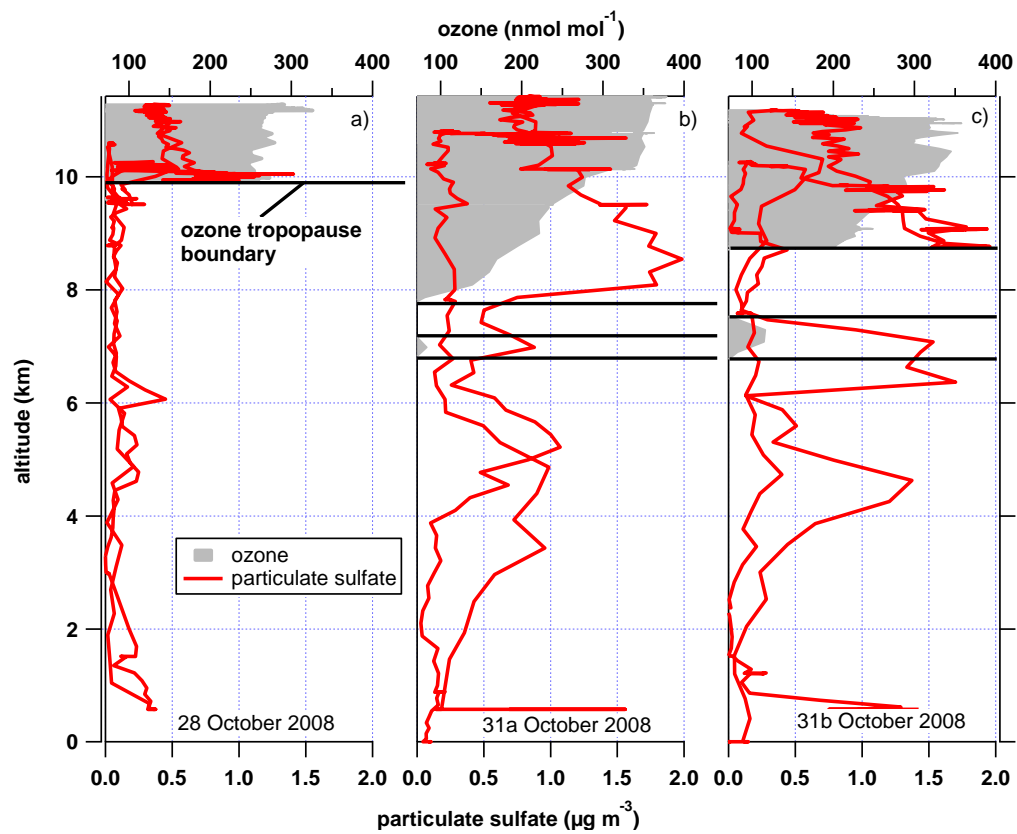 ozone (nmol mol⁻¹)
100 200 300 400
100 200 300 400
100 200 300 400
a)
b)
c)
10
8
6
4
2
0
altitude (km)
ozone tropopause
boundary
ozone
particulate sulfate
28 October 2008
31a October 2008
31b October 2008
0.0 0.5 1.0 1.5 2.0
0.0 0.5 1.0 1.5 2.0
0.0 0.5 1.0 1.5 2.0
particulate sulfate (µg m⁻³)